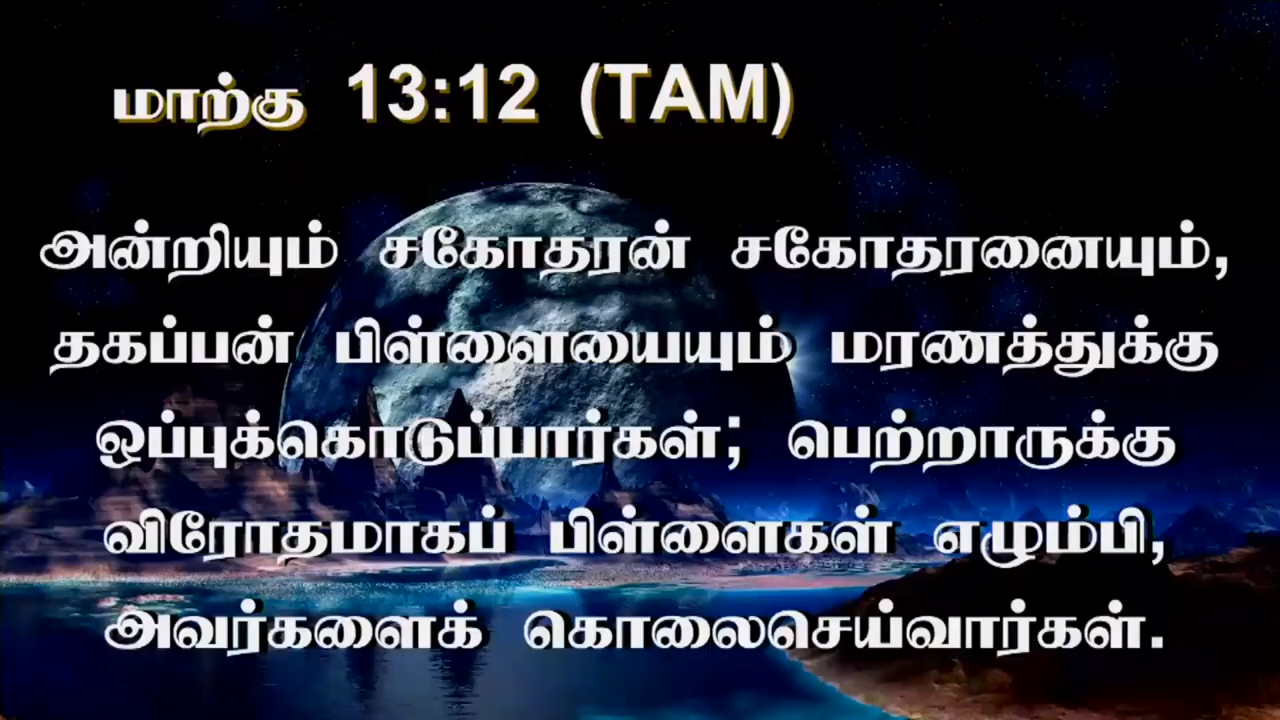 மாற்கு 13:12 (TAM)
அன்றியும் சகோதரன் சகோதரனையும்,
தகப்பன் பிள்ளையையும் மரணத்துக்கு
ஒப்புக்கொடுப்பார்கள்; பெற்றாருக்கு
விரோதமாகப் பிள்ளைகள் எழும்பி,
அவர்களைக் கொலைசெய்வார்கள்.